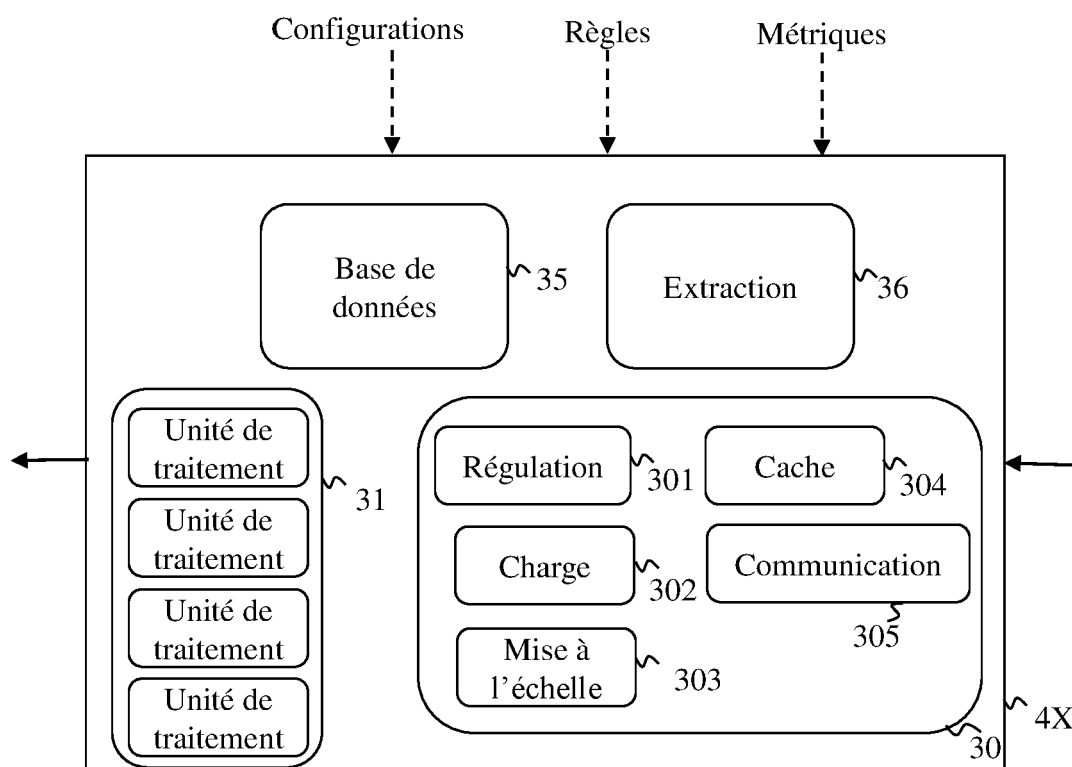 Configurations
Règles
Métriques
Base de
données
35
Extraction
36
Unité de
traitement
Unité de
traitement
Unité de
traitement
Unité de
traitement
31
Régulation
301
Cache
304
Charge
302
Communication
305
Mise à
l'échelle
303
30
4X